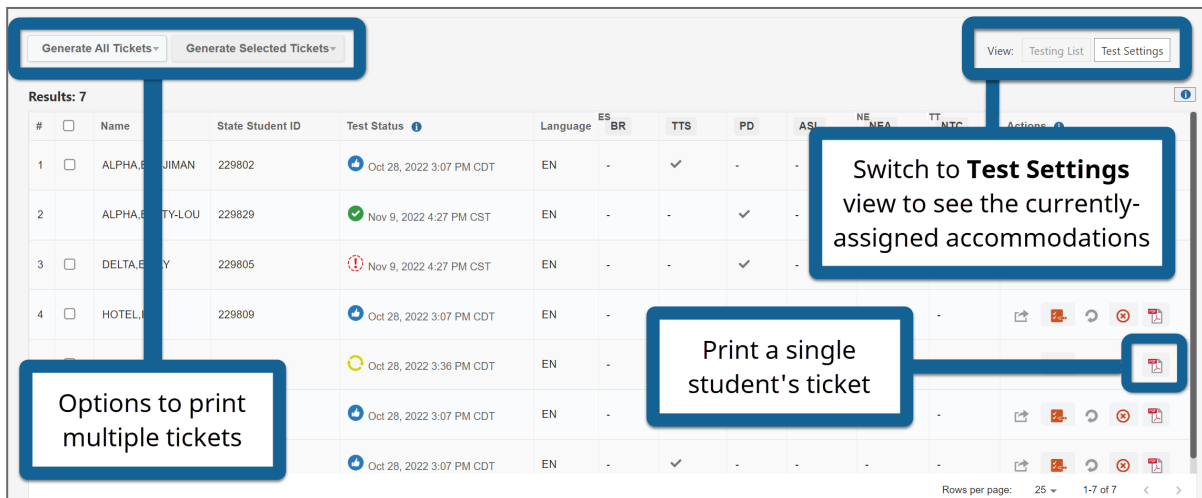 Generate All Tickets Generate Selected Tickets View: Testing List Test Settings
Results: 7
# Name State Student ID Test Status Language ES BR TTS PD ASL NE NEA TT NTC Actions
1 ALPHA, JIMAN 229802 Oct 28, 2022 3:07 PM CDT EN - ✓ - -
2 ALPHA, TY-LOU 229829 Nov 9, 2022 4:27 PM CST EN - - ✓
3 DELTA, Y 229805 Nov 9, 2022 4:27 PM CST EN - - ✓ -
4 HOTEL, 229809 Oct 28, 2022 3:07 PM CDT EN - -
Oct 28, 2022 3:36 PM CDT EN -
Oct 28, 2022 3:07 PM CDT EN - -
Oct 28, 2022 3:07 PM CDT EN - ✓ - - - -
Rows per page: 25 1-7 of 7 < >
Switch to Test Settings
view to see the currently-
assigned accommodations
Print a single
student's ticket
Options to print
multiple tickets